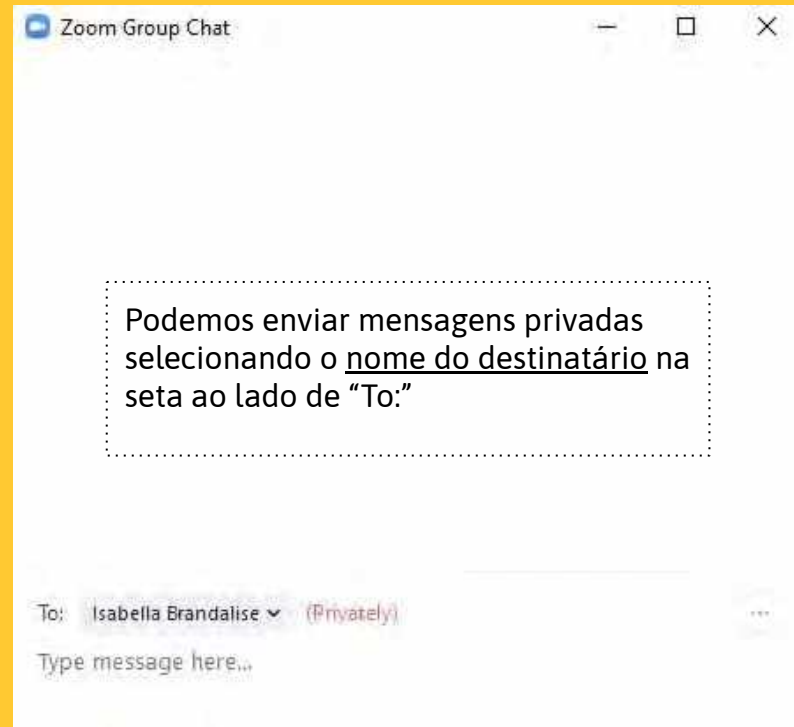 Zoom Group Chat
Podemos enviar mensagens privadas
selecionando o nome do destinatário na
seta ao lado de “To:”
To: Isabella Brandalise (Privately)
Type message here...